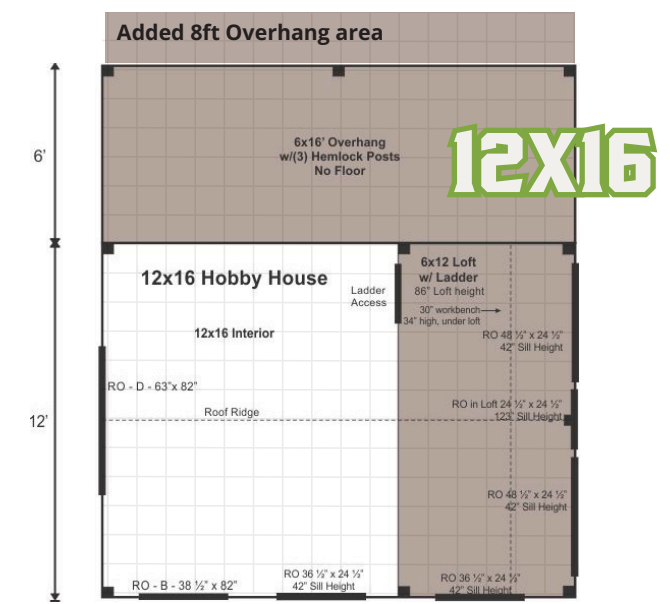 Added 8ft Overhang area
6'
6x16' Overhang
w/(3) Hemlock Posts
No Floor
12X16
12x16 Hobby House
Ladder
Access
6x12 Loft
w/ Ladder
86" Loft height
30" workbench
34" high, under loft
12x16 Interior
RO 48 ½" x 24 ½"
42" Sill Height
RO - D - 63"x 82"
Roof Ridge
RO in Loft 24 ½" x 24 ½"
123" Sill Height
12'
RO 48 ½" x 24 ½"
42" Sill Height
RO - B - 38 ½" x 82"
RO 36 ½" x 24 ½"
42" Sill Height
RO 36 ½" x 24 ½"
42" Sill Height